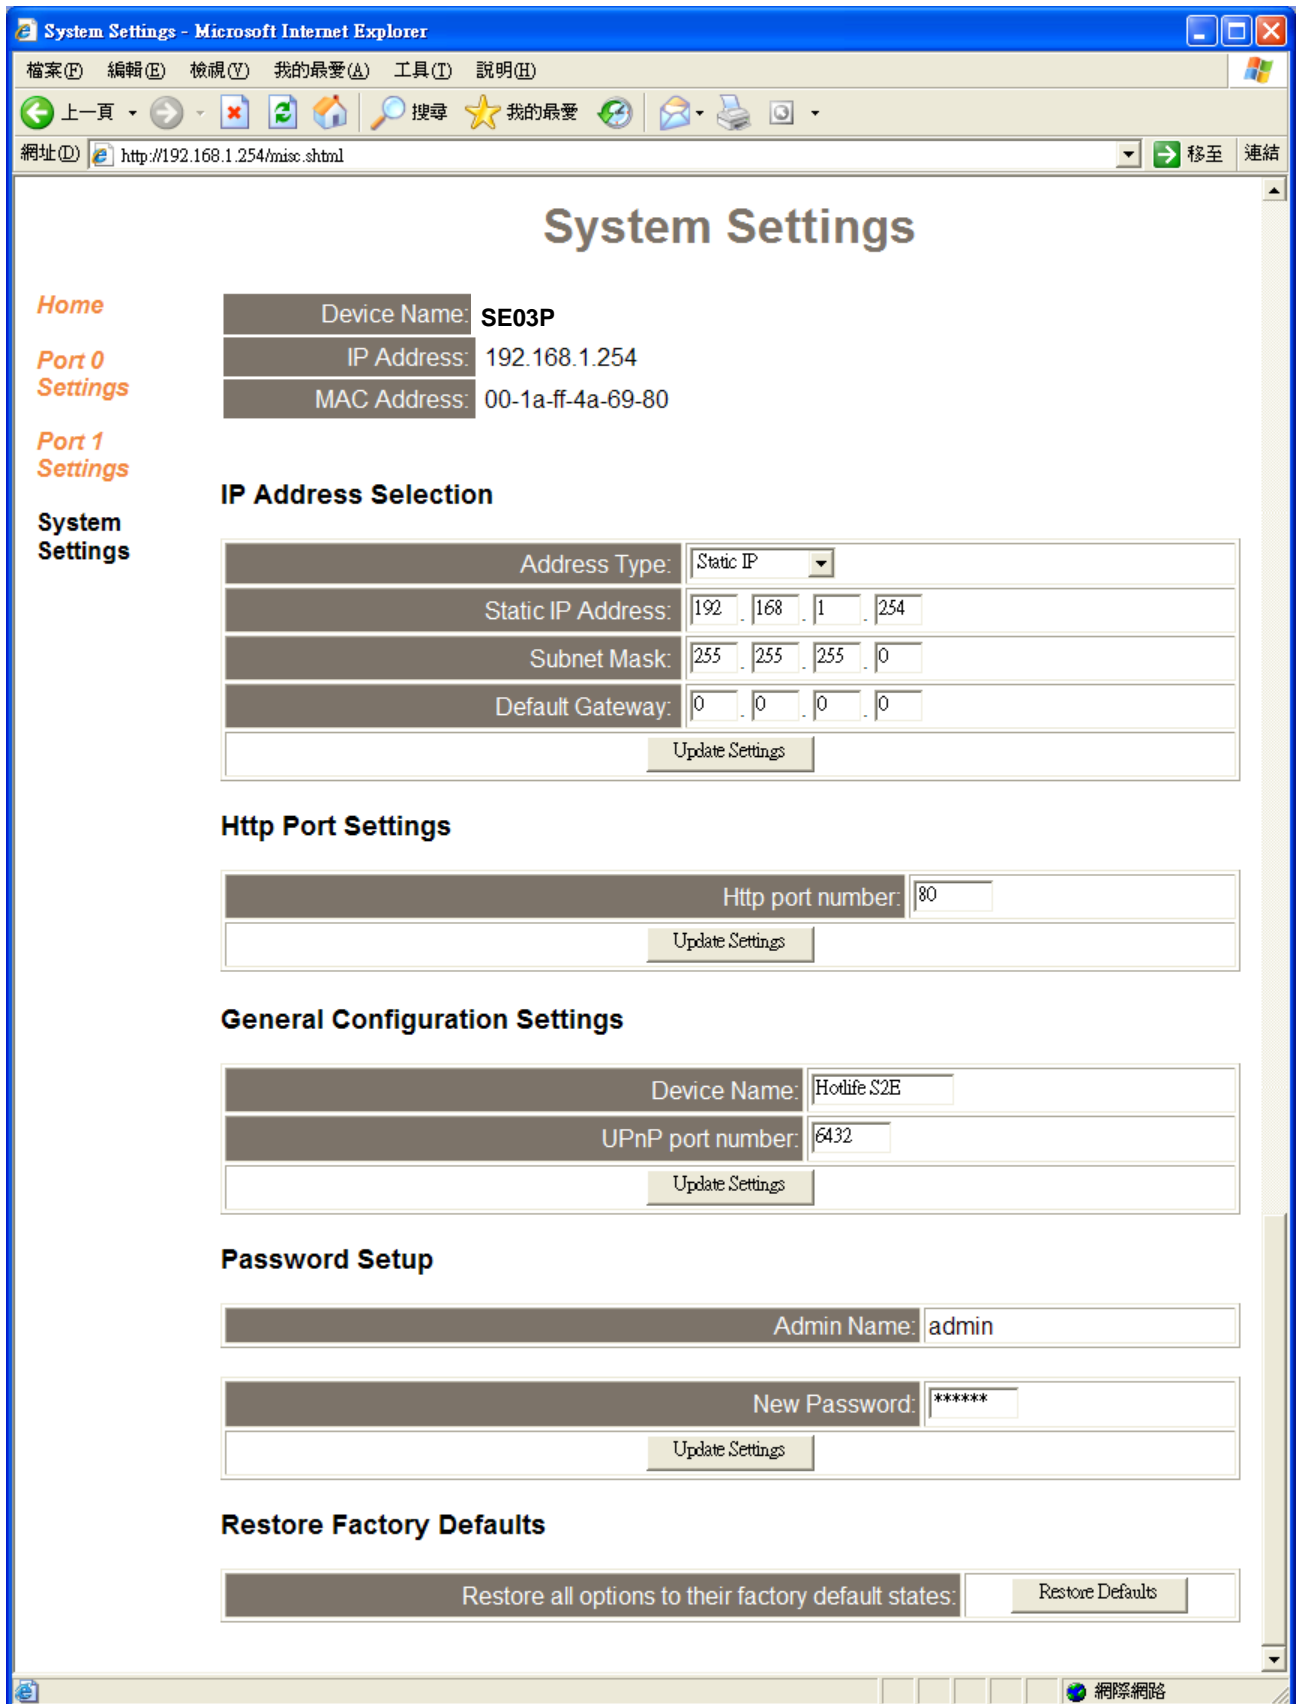 System Settings - Microsoft Internet Explorer
檔案(F) 編輯(E) 檢視(V) 我的最愛(A) 工具(T) 說明(H)
上一頁 搜尋 我的最愛
網址(D) http://192.168.1.254/misc.shtml 移至 連結
System Settings
Home
Port 0
Settings
Port 1
Settings
System
Settings
Device Name: SE03P
IP Address: 192.168.1.254
MAC Address: 00-1a-ff-4a-69-80
IP Address Selection
Address Type: Static IP
Static IP Address: 192 . 168 . 1 . 254
Subnet Mask: 255 . 255 . 255 . 0
Default Gateway: 0 . 0 . 0 . 0
Update Settings
Http Port Settings
Http port number: 80
Update Settings
General Configuration Settings
Device Name: Hotlife S2E
UPnP port number: 6432
Update Settings
Password Setup
Admin Name: admin
New Password: ******
Update Settings
Restore Factory Defaults
Restore all options to their factory default states: Restore Defaults
網際網路